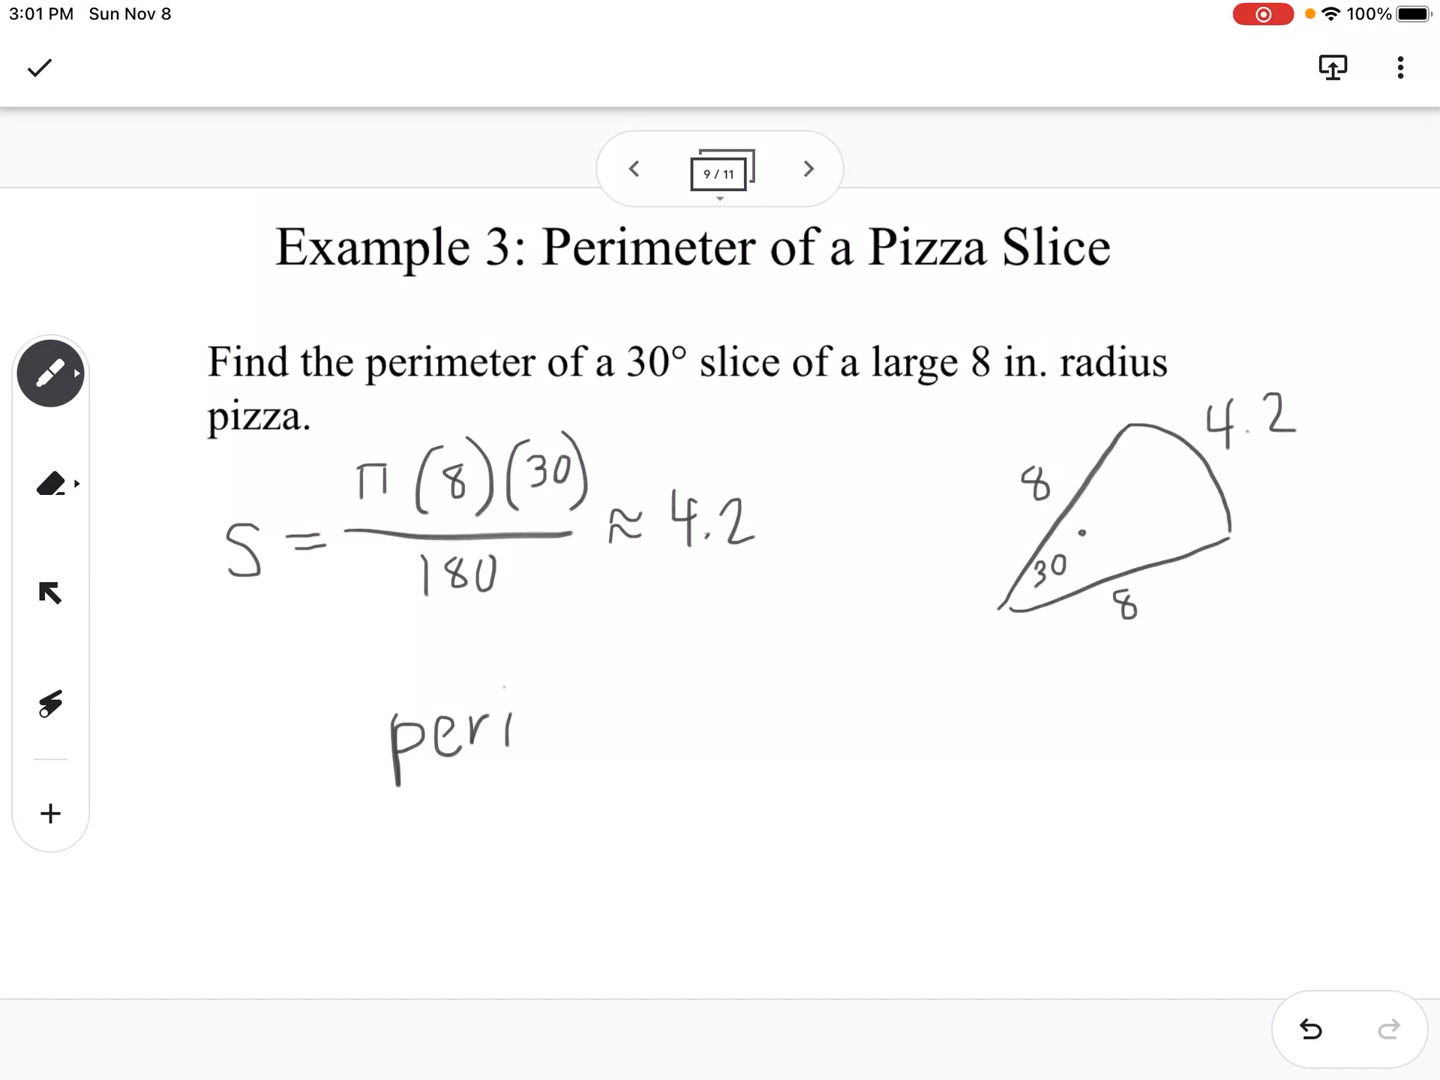 3:01 PM Sun Nov 8
100%
9 / 11
Example 3: Perimeter of a Pizza Slice
Find the perimeter of a 30° slice of a large 8 in. radius
pizza.
S = π(8)(30) / 180 ≈ 4.2
4.2
8
30
8
peri